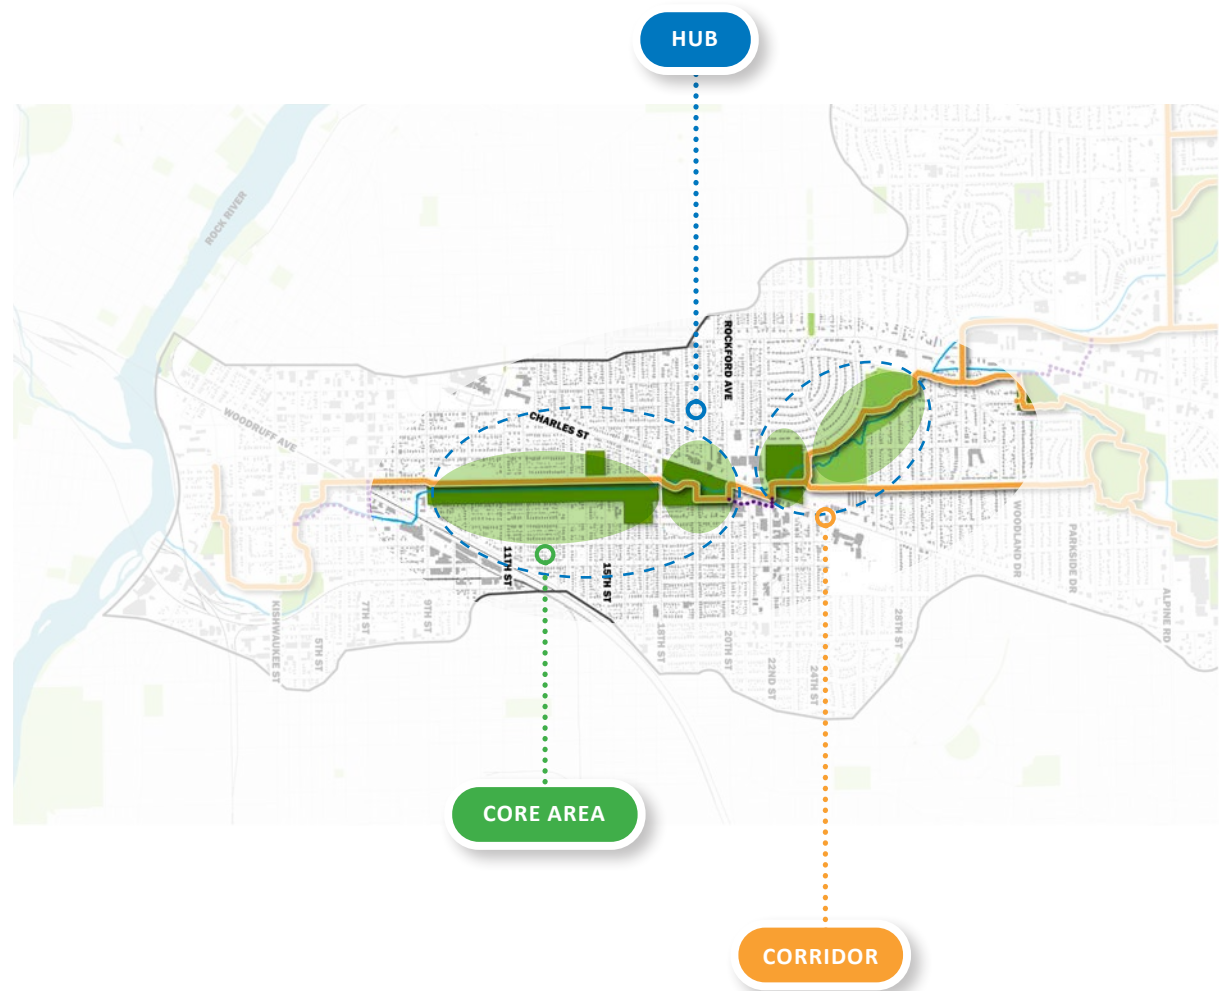 HUB
ROCK RIVER
ROCKFORD AVE
WOODRUFF AVE
CHARLES ST
11TH ST
15TH ST
KISHWAUKEE ST
5TH ST
7TH ST
9TH ST
18TH ST
20TH ST
22ND ST
24TH ST
28TH ST
WOODLAND DR
PARKSIDE DR
ALPINE RD
CORE AREA
CORRIDOR